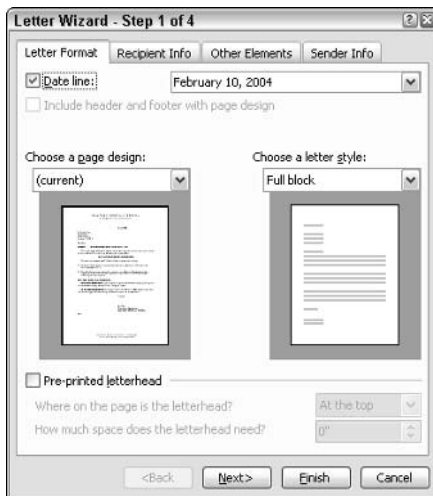 Letter Wizard - Step 1 of 4
Letter Format Recipient Info Other Elements Sender Info
Date line: February 10, 2004
Include header and footer with page design
Choose a page design: Choose a letter style:
(current) Full block
Pre-printed letterhead
Where on the page is the letterhead? At the top
How much space does the letterhead need? 0"
<Back Next> Finish Cancel